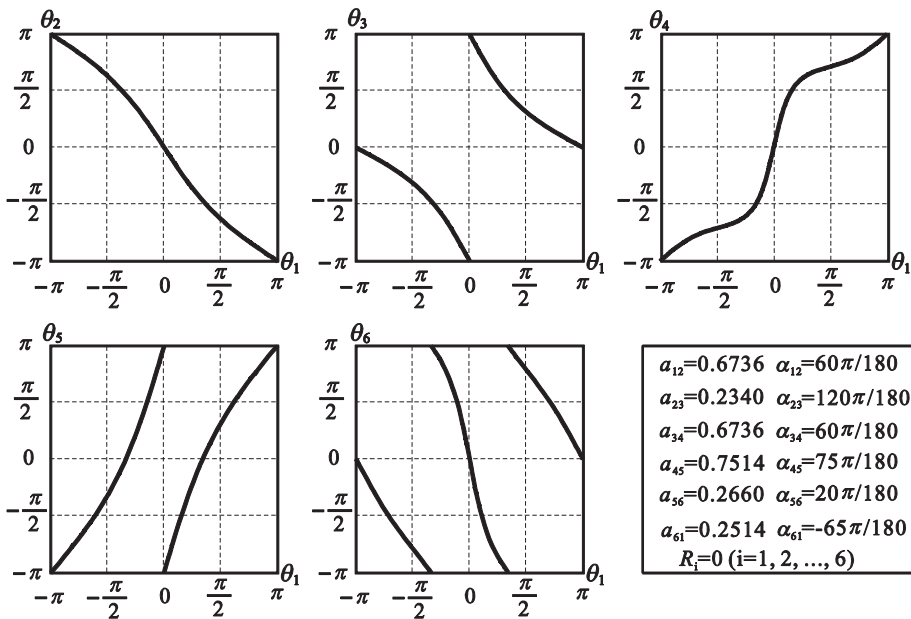 π θ2
π/2
0
−π/2
−π
θ1
−π −π/2 0 π/2 π
π θ3
π/2
0
−π/2
−π
θ1
−π −π/2 0 π/2 π
π θ4
π/2
0
−π/2
−π
θ1
−π −π/2 0 π/2 π
π θ5
π/2
0
−π/2
−π
θ1
−π −π/2 0 π/2 π
π θ6
π/2
0
−π/2
−π
θ1
−π −π/2 0 π/2 π
a12=0.6736 α12=60π/180
a23=0.2340 α23=120π/180
a34=0.6736 α34=60π/180
a45=0.7514 α45=75π/180
a56=0.2660 α56=20π/180
a61=0.2514 α61=-65π/180
Ri=0 (i=1, 2, ..., 6)